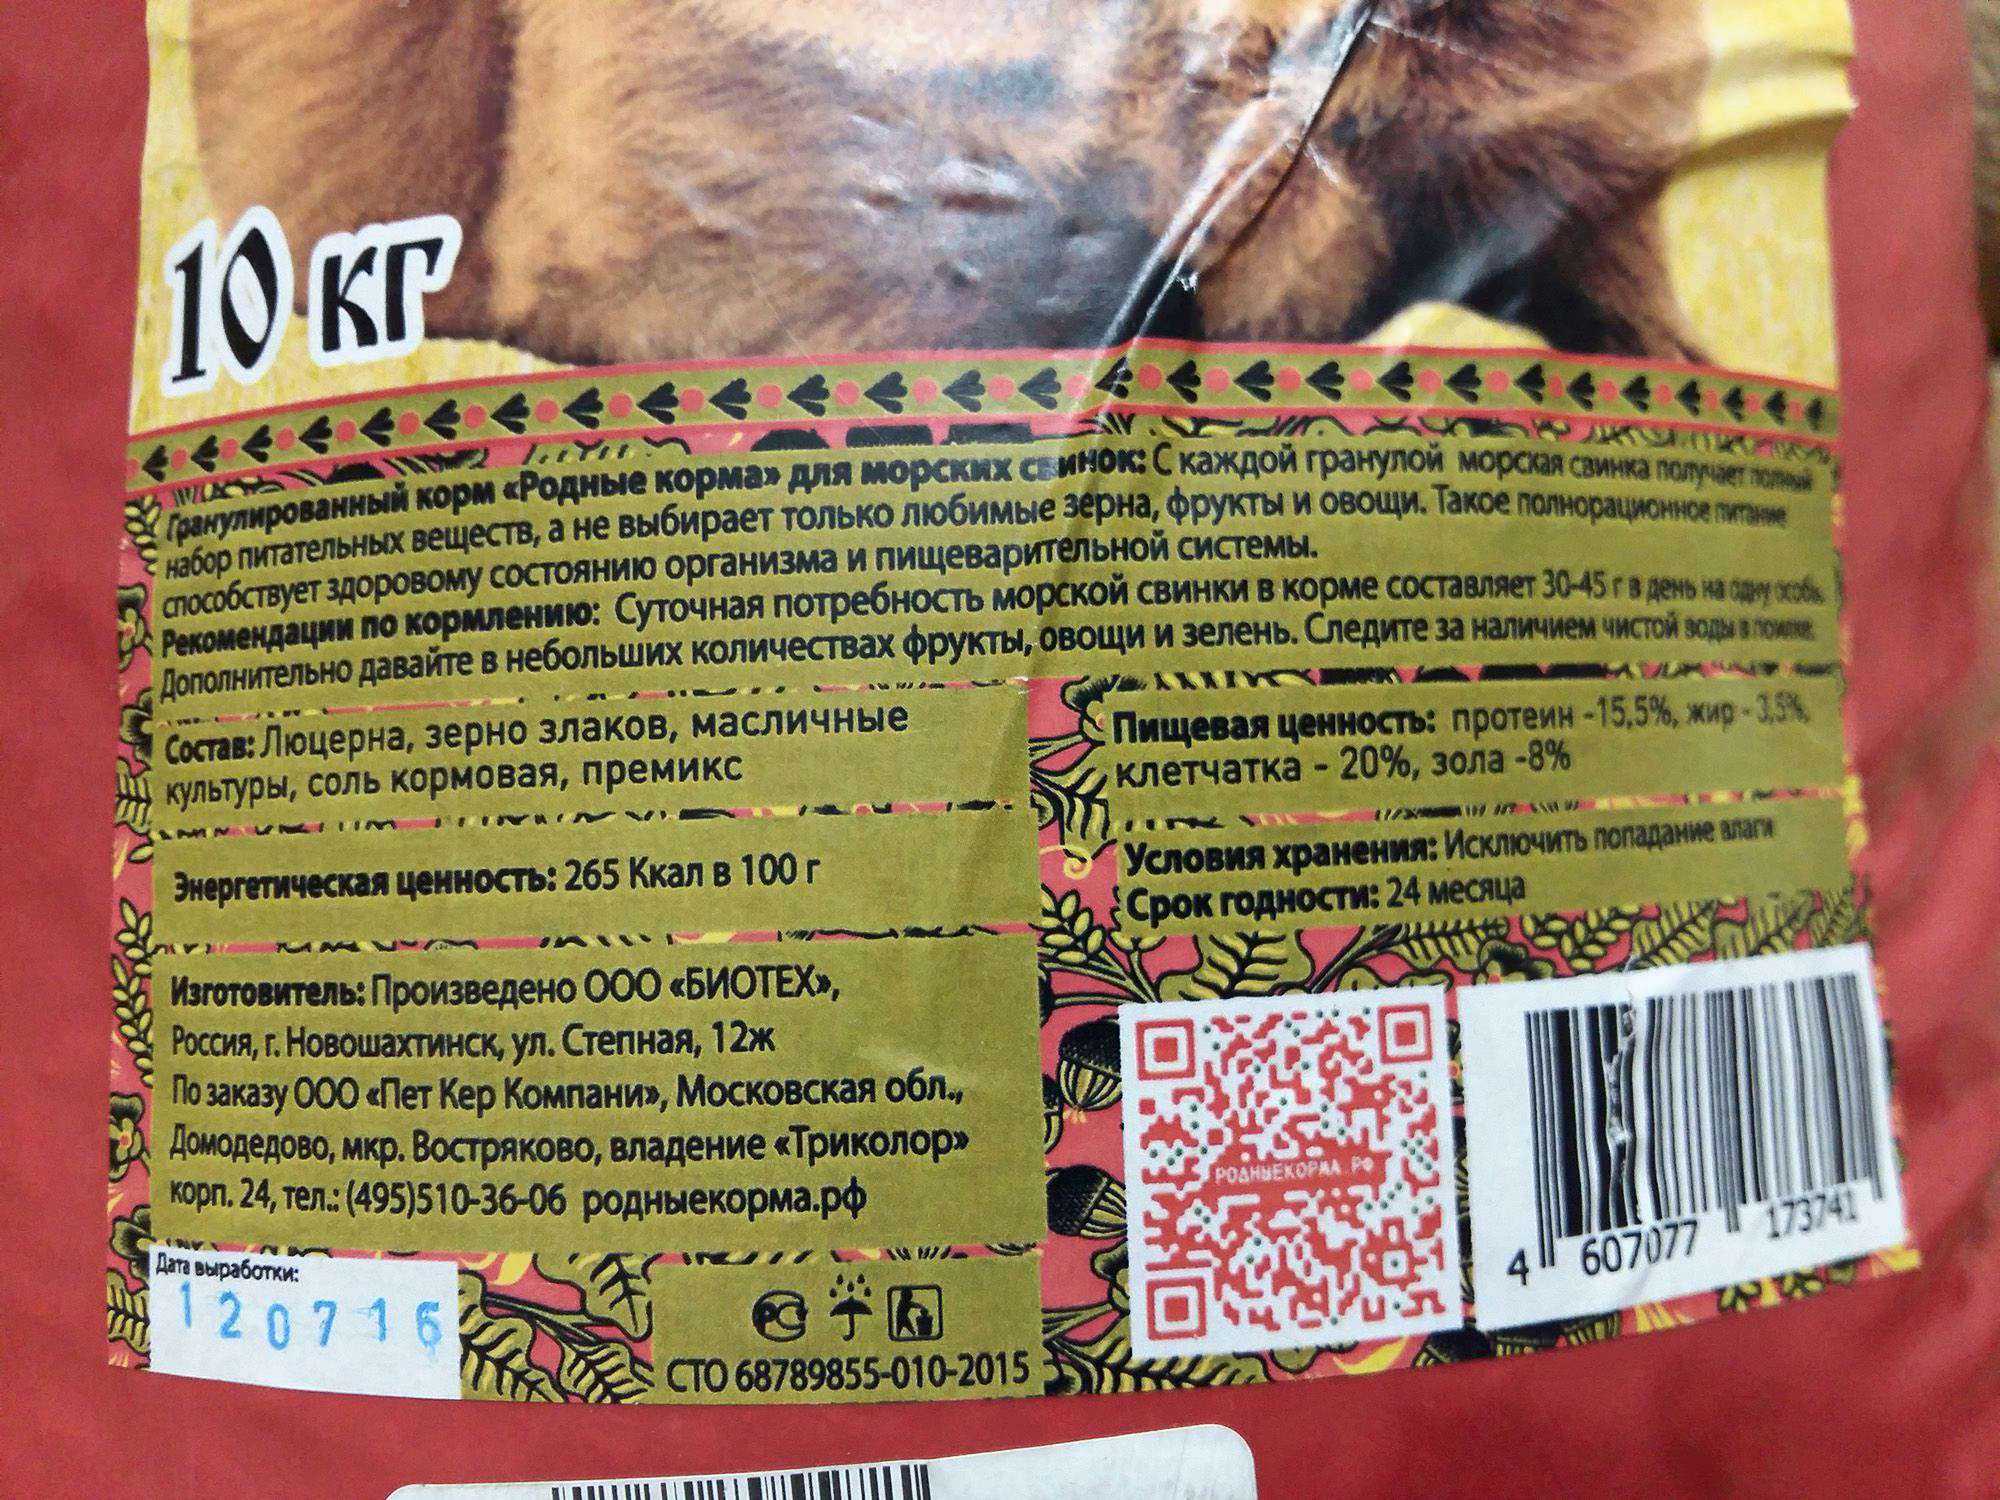 10 кг
Гранулированный корм «Родные корма» для морских свинок: С каждой гранулой морская свинка получает полный
набор питательных веществ, а не выбирает только любимые зерна, фрукты и овощи. Такое полнорационное питание
способствует здоровому состоянию организма и пищеварительной системы.
Рекомендации по кормлению: Суточная потребность морской свинки в корме составляет 30-45 г в день на одну особь.
Дополнительно давайте в небольших количествах фрукты, овощи и зелень. Следите за наличием чистой воды в поилке.
Состав: Люцерна, зерно злаков, масличные
культуры, соль кормовая, премикс
Энергетическая ценность: 265 Ккал в 100 г
Изготовитель: Произведено ООО «БИОТЕХ»,
Россия, г. Новошахтинск, ул. Степная, 12ж
По заказу ООО «Пет Кер Компани», Московская обл.,
Домодедово, мкр. Востряково, владение «Триколор»
корп. 24, тел.: (495)510-36-06 родныекорма.рф
Дата выработки:
120716
РС
СТО 68789855-010-2015
Пищевая ценность: протеин -15,5%, жир - 3,5%,
клетчатка - 20%, зола -8%
Условия хранения: Исключить попадание влаги
Срок годности: 24 месяца
РОДНЫЕКОРМА.РФ
4 607077 173741